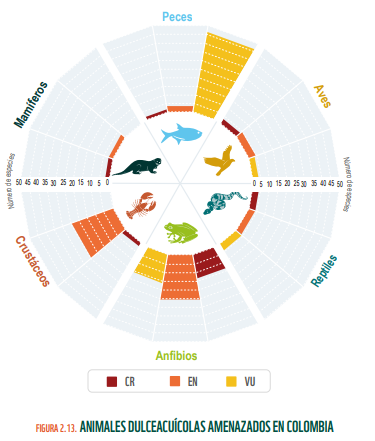 Peces
Mamíferos
Aves
Número de especies
50 45 40 35 30 25 20 15 10 5 0
0 5 10 15 20 25 30 35 40 45 50
Número de especies
Crustáceos
Reptiles
Anfibios
CR EN VU
FIGURA 2.13. ANIMALES DULCEACUÍCOLAS AMENAZADOS EN COLOMBIA